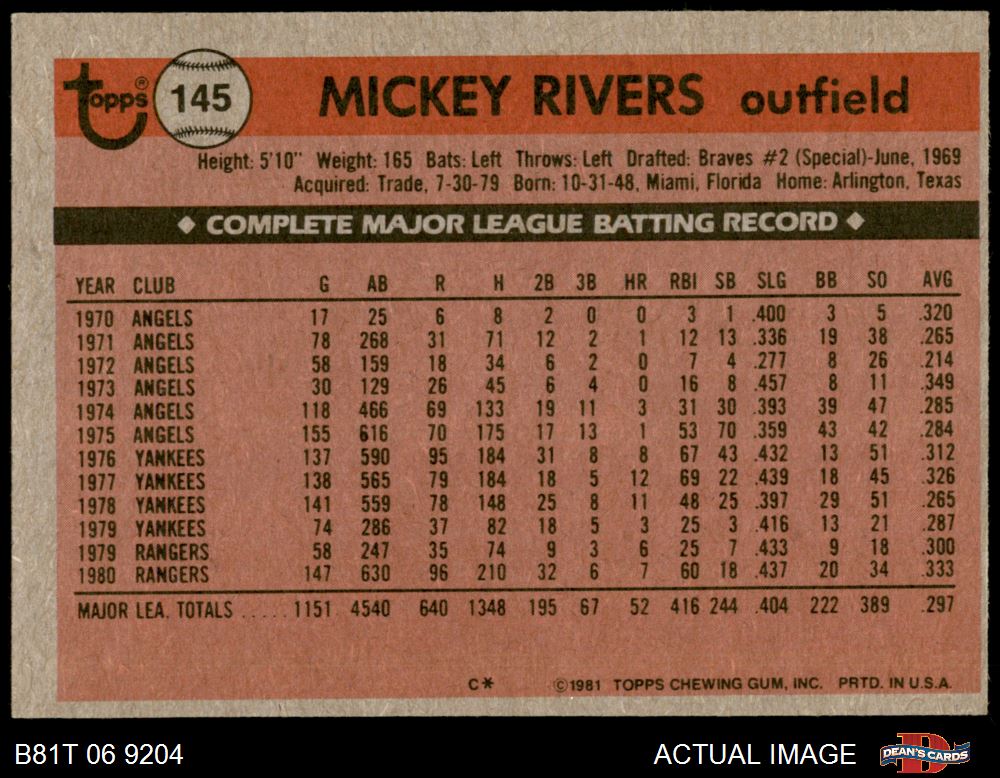 Topps® 145 MICKEY RIVERS outfield
Height: 5'10" Weight: 165 Bats: Left Throws: Left Drafted: Braves #2 (Special)-June, 1969
Acquired: Trade, 7-30-79 Born: 10-31-48, Miami, Florida Home: Arlington, Texas
◆ COMPLETE MAJOR LEAGUE BATTING RECORD ◆
YEAR CLUB G AB R H 2B 3B HR RBI SB SLG BB SO AVG
1970 ANGELS 17 25 6 8 2 0 0 3 1 .400 3 5 .320
1971 ANGELS 78 268 31 71 12 2 1 12 13 .336 19 38 .265
1972 ANGELS 58 159 18 34 6 2 0 7 4 .277 8 26 .214
1973 ANGELS 30 129 26 45 6 4 0 16 8 .457 8 11 .349
1974 ANGELS 118 466 69 133 19 11 3 31 30 .393 39 47 .285
1975 ANGELS 155 616 70 175 17 13 1 53 70 .359 43 42 .284
1976 YANKEES 137 590 95 184 31 8 8 67 43 .432 13 51 .312
1977 YANKEES 138 565 79 184 18 5 12 69 22 .439 18 45 .326
1978 YANKEES 141 559 78 148 25 8 11 48 25 .397 29 51 .265
1979 YANKEES 74 286 37 82 18 5 3 25 3 .416 13 21 .287
1979 RANGERS 58 247 35 74 9 3 6 25 7 .433 9 18 .300
1980 RANGERS 147 630 96 210 32 6 7 60 18 .437 20 34 .333
MAJOR LEA. TOTALS ..... 1151 4540 640 1348 195 67 52 416 244 .404 222 389 .297
C* ©1981 TOPPS CHEWING GUM, INC. PRTD. IN U.S.A.
B81T 06 9204 ACTUAL IMAGE D DEAN'S CARDS